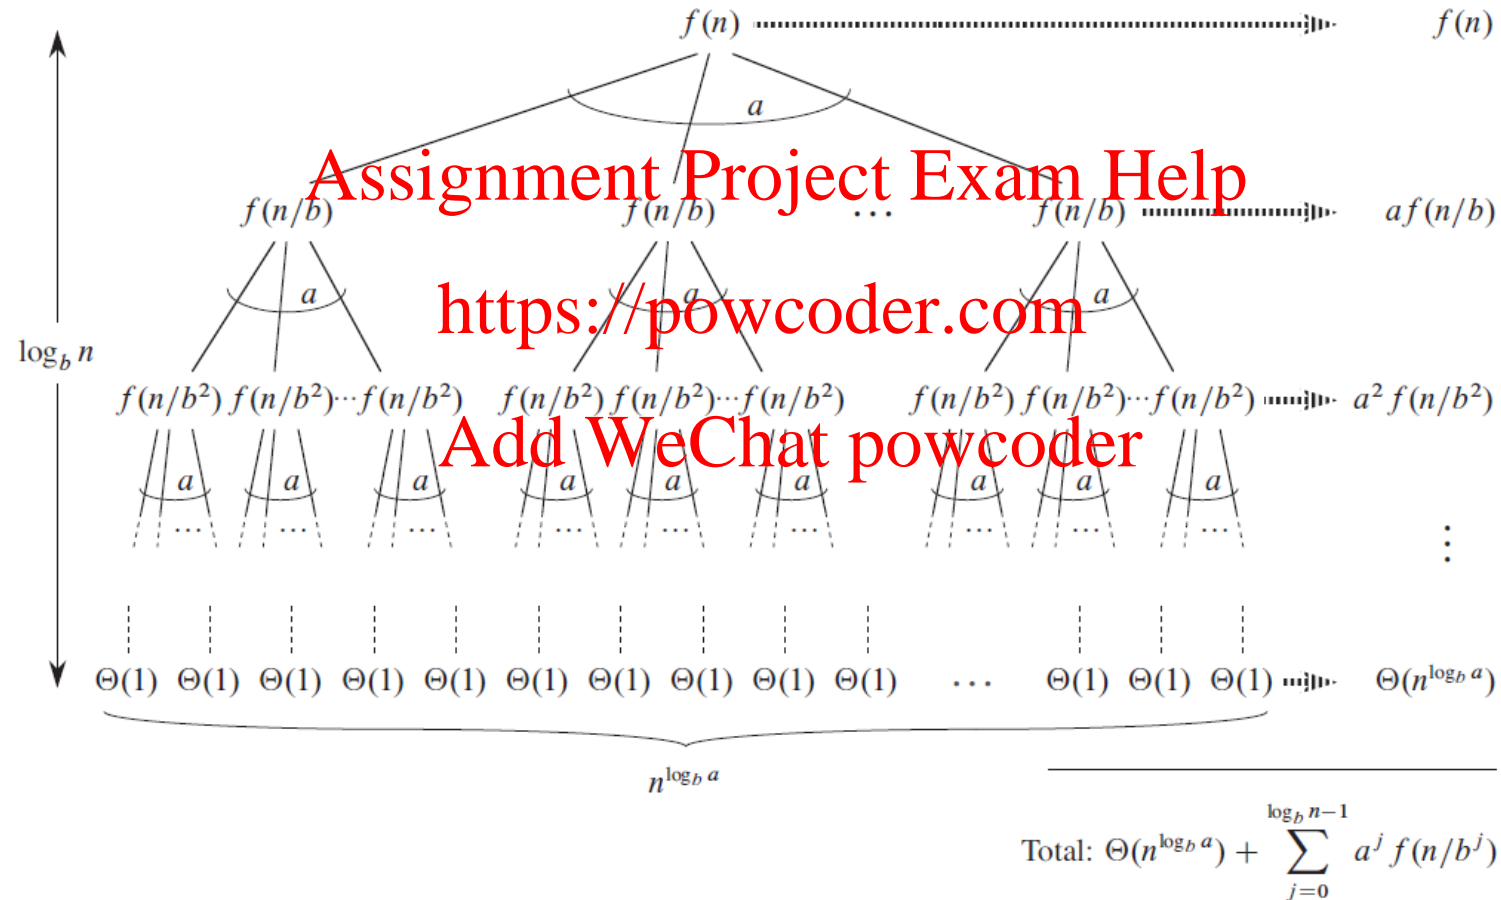 f(n) f(n)
a
Assignment Project Exam Help
f(n/b) f(n/b) ⋯ f(n/b) af(n/b)
a a a
https://powcoder.com
log_b n
f(n/b²) f(n/b²)⋯f(n/b²) f(n/b²) f(n/b²)⋯f(n/b²) f(n/b²) f(n/b²)⋯f(n/b²) a² f(n/b²)
Add WeChat powcoder
a a a a a a a a a
⋯ ⋯ ⋯ ⋯ ⋯ ⋯ ⋯ ⋯ ⋯ ⋮
Θ(1) Θ(1) Θ(1) Θ(1) Θ(1) Θ(1) Θ(1) Θ(1) Θ(1) Θ(1) ⋯ Θ(1) Θ(1) Θ(1) Θ(n^{log_b a})
n^{log_b a}
Total: Θ(n^{log_b a}) + ∑_{j=0}^{log_b n−1} a^j f(n/b^j)